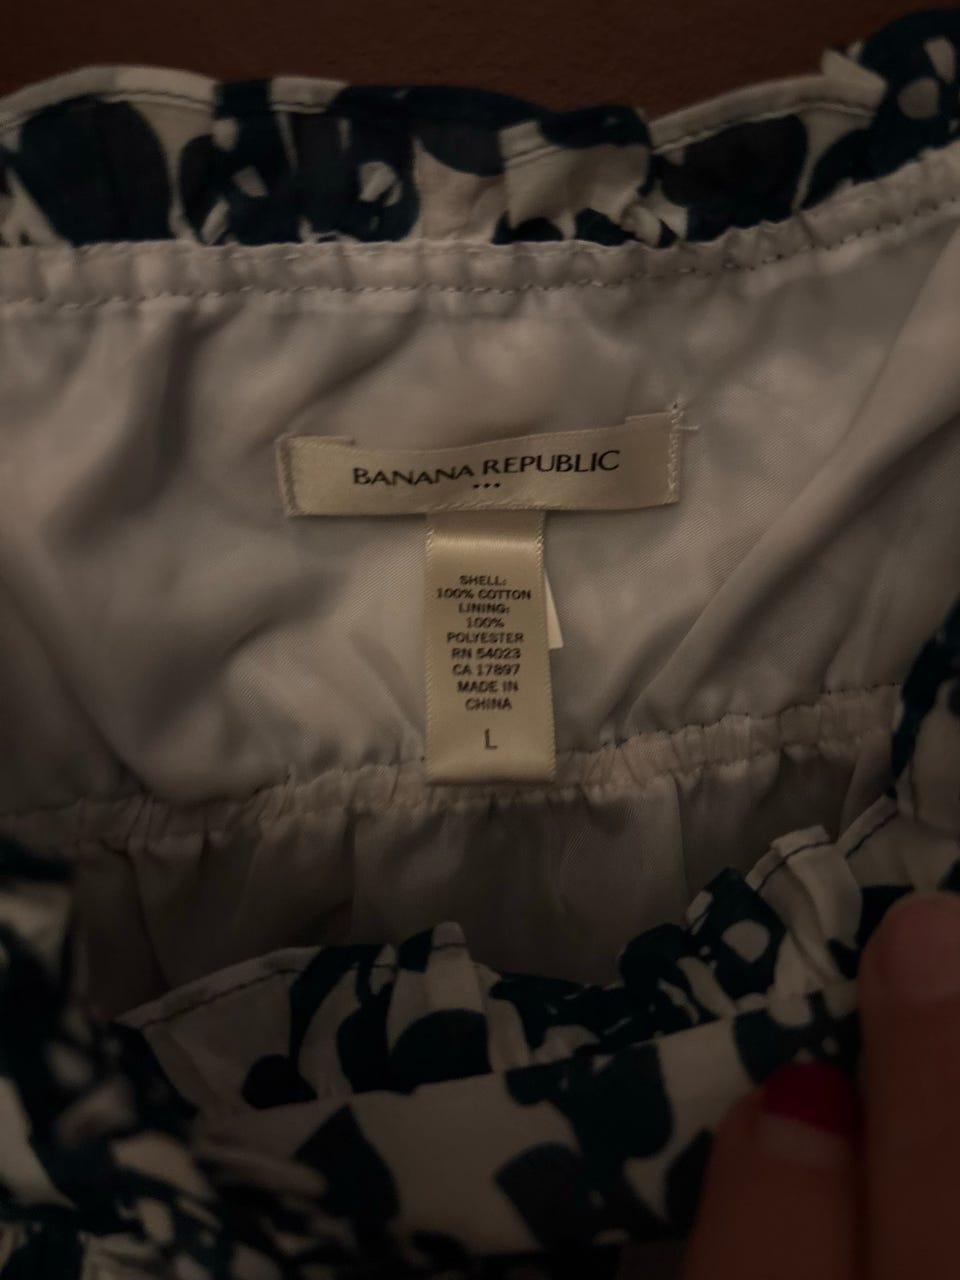 BANANA REPUBLIC
SHELL:
100% COTTON
LINING:
100%
POLYESTER
RN 54023
CA 17897
MADE IN
CHINA
L